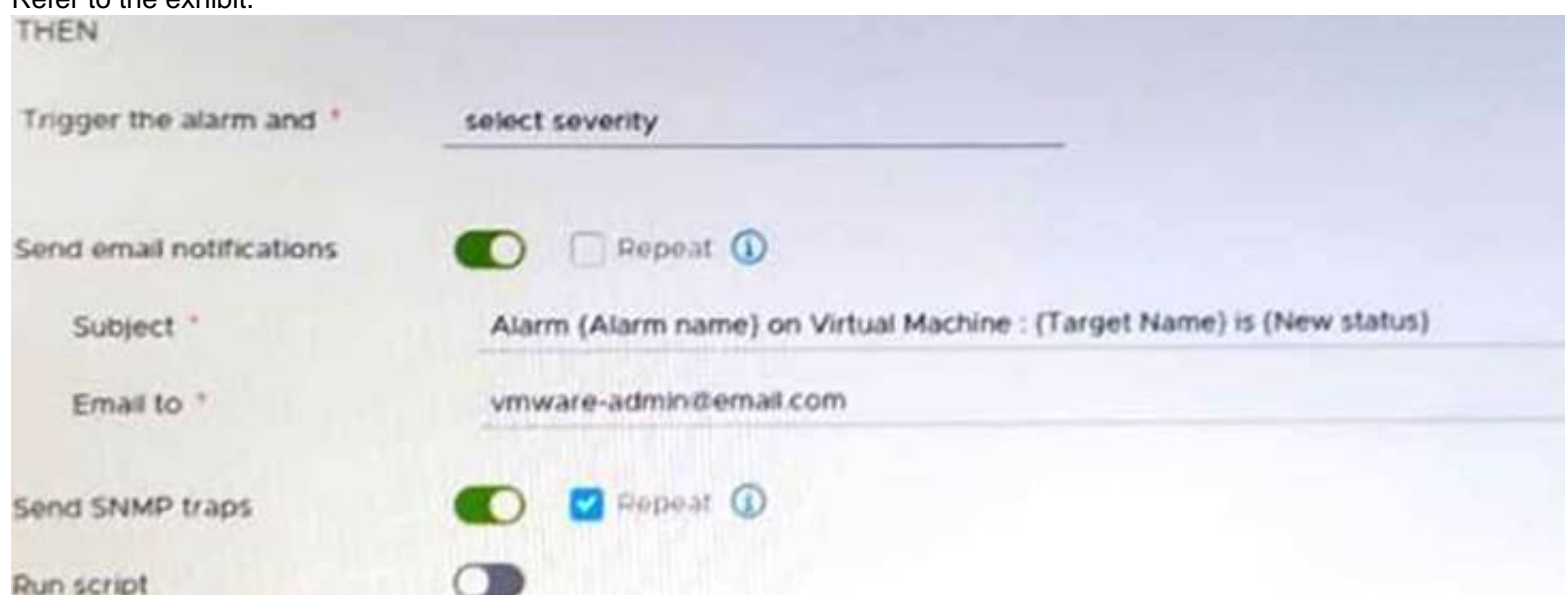 Refer to the exhibit.
THEN
Trigger the alarm and * select severity
Send email notifications Repeat
Subject * Alarm {Alarm name} on Virtual Machine : {Target Name} is {New status}
Email to * vmware-admin@email.com
Send SNMP traps Repeat
Run script